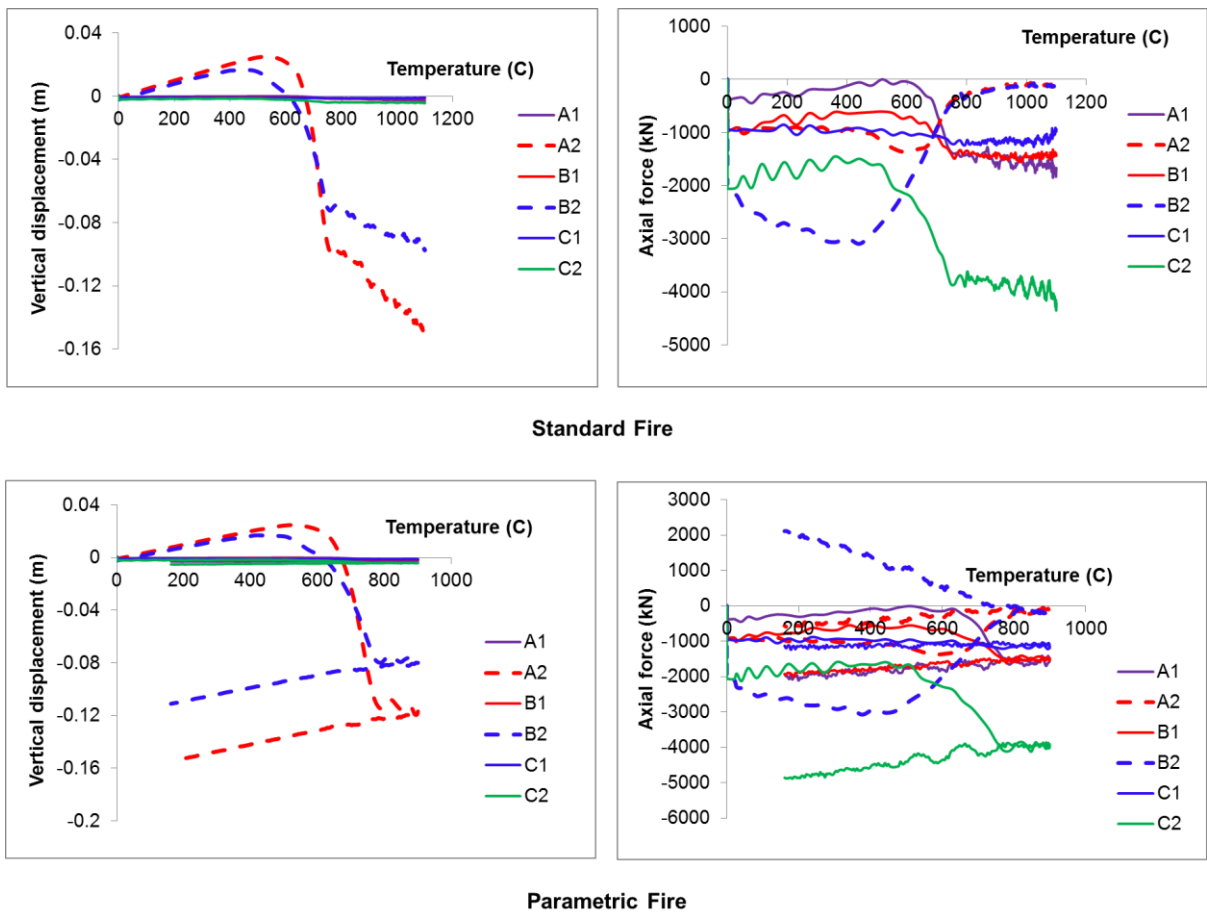 Vertical displacement (m)
0.04
0
-0.04
-0.08
-0.12
-0.16
0 200 400 600 800 1000 1200
Temperature (C)
A1
A2
B1
B2
C1
C2
Axial force (kN)
1000
0
-1000
-2000
-3000
-4000
-5000
0 200 400 600 800 1000 1200
Temperature (C)
A1
A2
B1
B2
C1
C2
Standard Fire
Vertical displacement (m)
0.04
0
-0.04
-0.08
-0.12
-0.16
-0.2
0 200 400 600 800 1000
Temperature (C)
A1
A2
B1
B2
C1
C2
Axial force (kN)
3000
2000
1000
0
-1000
-2000
-3000
-4000
-5000
-6000
0 200 400 600 800 1000
Temperature (C)
A1
A2
B1
B2
C1
C2
Parametric Fire